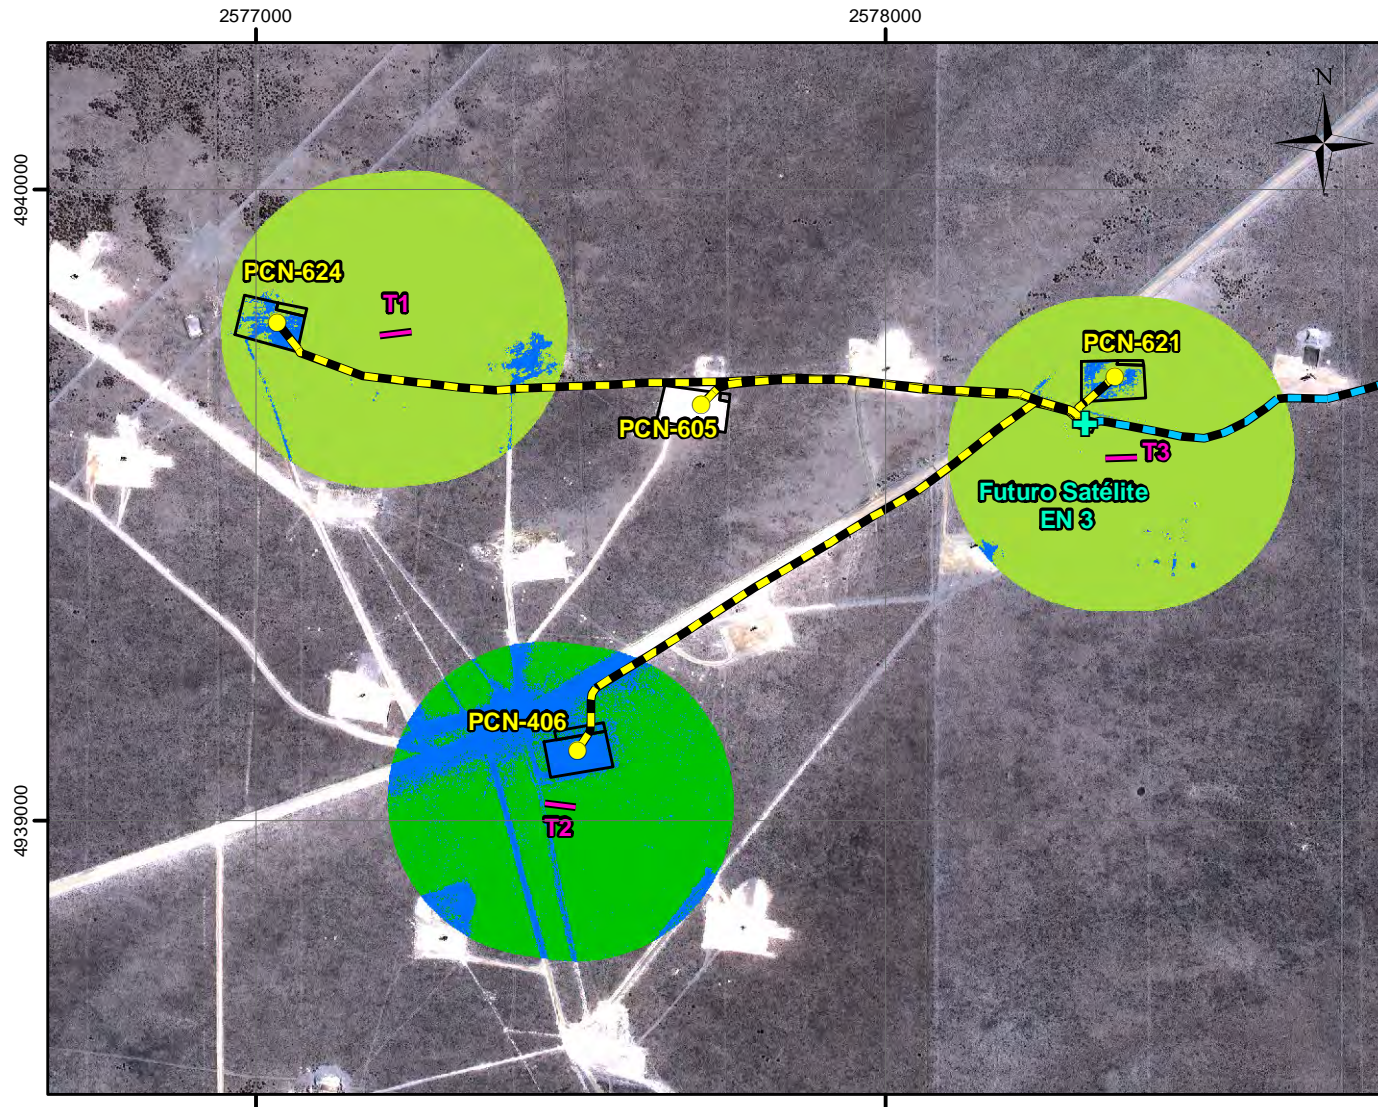 2577000
2578000
N
4940000
PCN-624
T1
PCN-621
PCN-605
T3
Futuro Satélite
EN 3
PCN-406
4939000
T2